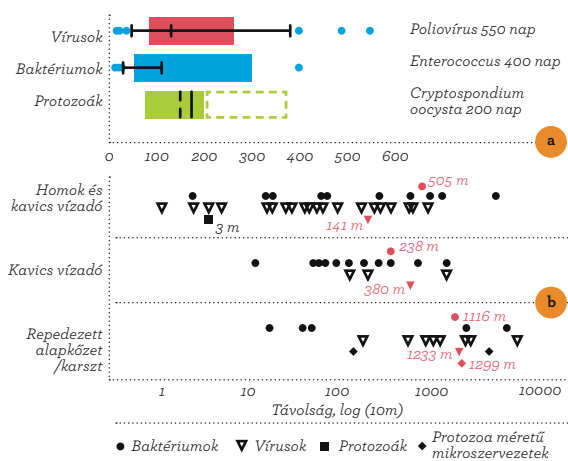 Vírusok
Poliovírus 550 nap
Baktériumok
Enterococcus 400 nap
Protozoák
Cryptospondium
oocysta 200 nap
0 100 200 300 400 500 600
a
Homok és
kavics vízadó
505 m
141 m
3 m
Kavics vízadó
238 m
380 m
b
Repedezett
alapkőzet
/karszt
1116 m
1233 m
1299 m
1 10 100 1000 10000
Távolság, log (10m)
Baktériumok Vírusok Protozoák Protozoa méretű
mikroszervezetek